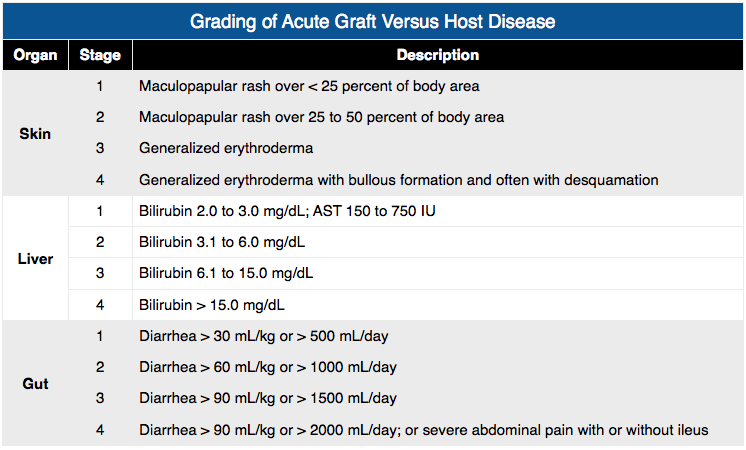 Grading of Acute Graft Versus Host Disease
Organ Stage Description
Skin
1 Maculopapular rash over < 25 percent of body area
2 Maculopapular rash over 25 to 50 percent of body area
3 Generalized erythroderma
4 Generalized erythroderma with bullous formation and often with desquamation
Liver
1 Bilirubin 2.0 to 3.0 mg/dL; AST 150 to 750 IU
2 Bilirubin 3.1 to 6.0 mg/dL
3 Bilirubin 6.1 to 15.0 mg/dL
4 Bilirubin > 15.0 mg/dL
Gut
1 Diarrhea > 30 mL/kg or > 500 mL/day
2 Diarrhea > 60 mL/kg or > 1000 mL/day
3 Diarrhea > 90 mL/kg or > 1500 mL/day
4 Diarrhea > 90 mL/kg or > 2000 mL/day; or severe abdominal pain with or without ileus